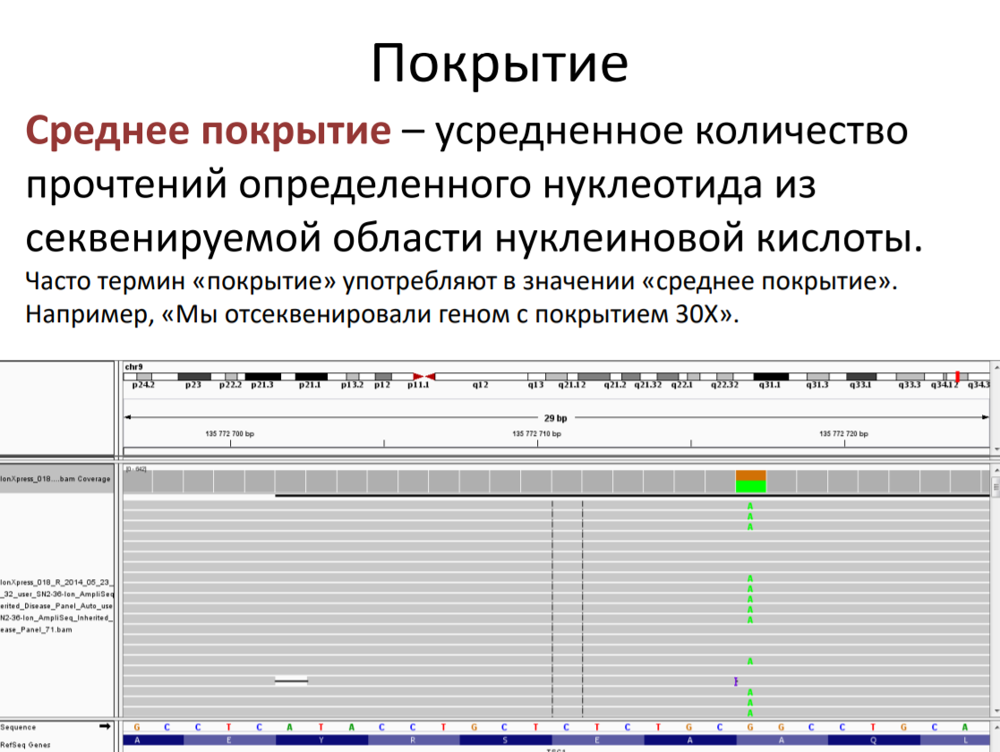 Покрытие
Среднее покрытие – усредненное количество
прочтений определенного нуклеотида из
секвенируемой области нуклеиновой кислоты.
Часто термин «покрытие» употребляют в значении «среднее покрытие».
Например, «Мы отсеквенировали геном с покрытием 30X».
chr9
p24.2 p23 p22.2 p21.3 p21.1 p13.2 p12 p11.1 q12 q13 q21.12 q21.2 q21.32 q22.1 q22.32 q31.1 q31.3 q33.1 q33.3 q34.12 q34.3
29 bp
135 772 700 bp 135 772 710 bp 135 772 720 bp
[0 - 642]
IonXpress_018....bam Coverage
A
A
A
A
A
A
A
A
A
IonXpress_018_R_2014_05_23_
_32_user_SN2-36-Ion_AmpliSeq
erited_Disease_Panel_Auto_use
N2-36-Ion_AmpliSeq_Inherited_
ease_Panel_71.bam
A
A
A
Sequence G C C T C A T A C C T G C T C T C T G C G G C C T G C A
RefSeq Genes A E Y R S E A A Q L